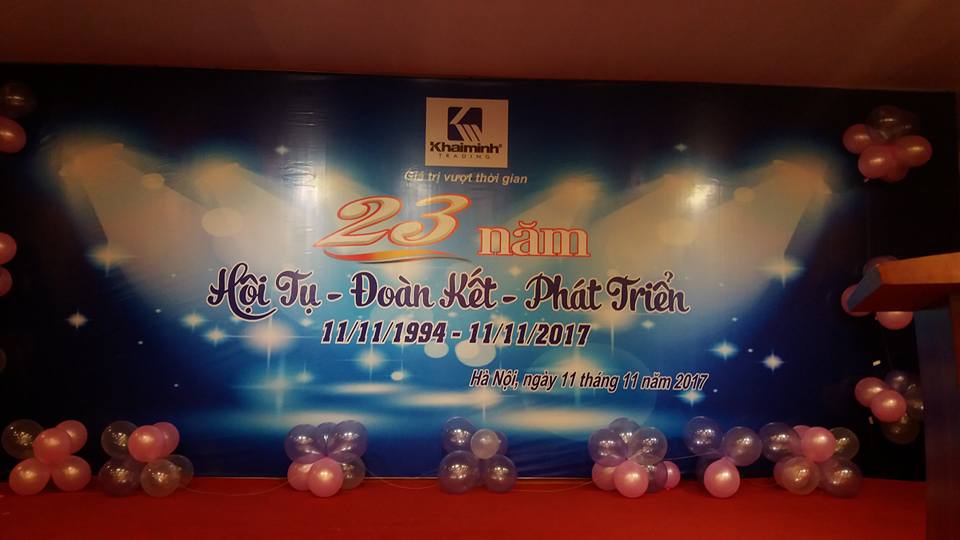 Khaiminh®
TRADING
Giá trị vượt thời gian
23 năm
Hội Tụ - Đoàn Kết - Phát Triển
11/11/1994 - 11/11/2017
Hà Nội, ngày 11 tháng 11 năm 2017